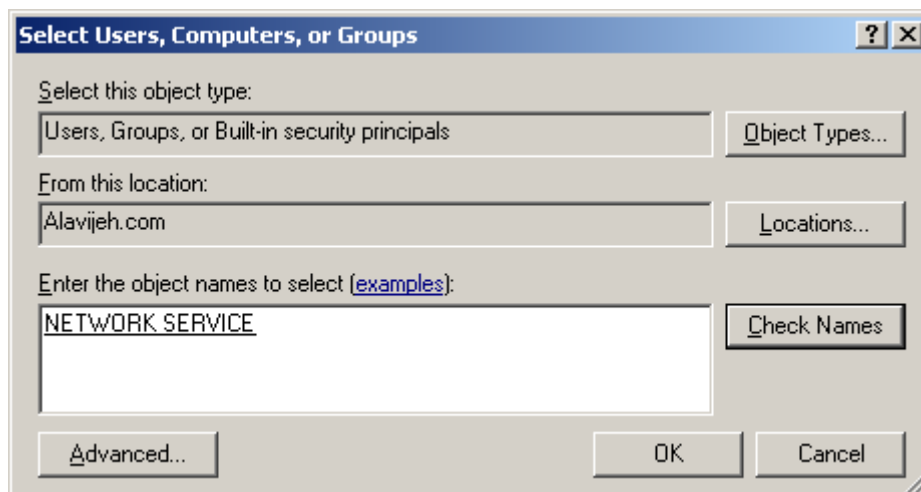 Select Users, Computers, or Groups
Select this object type:
Users, Groups, or Built-in security principals
Object Types...
From this location:
Alavijeh.com
Locations...
Enter the object names to select (examples):
NETWORK SERVICE
Check Names
Advanced...
OK
Cancel